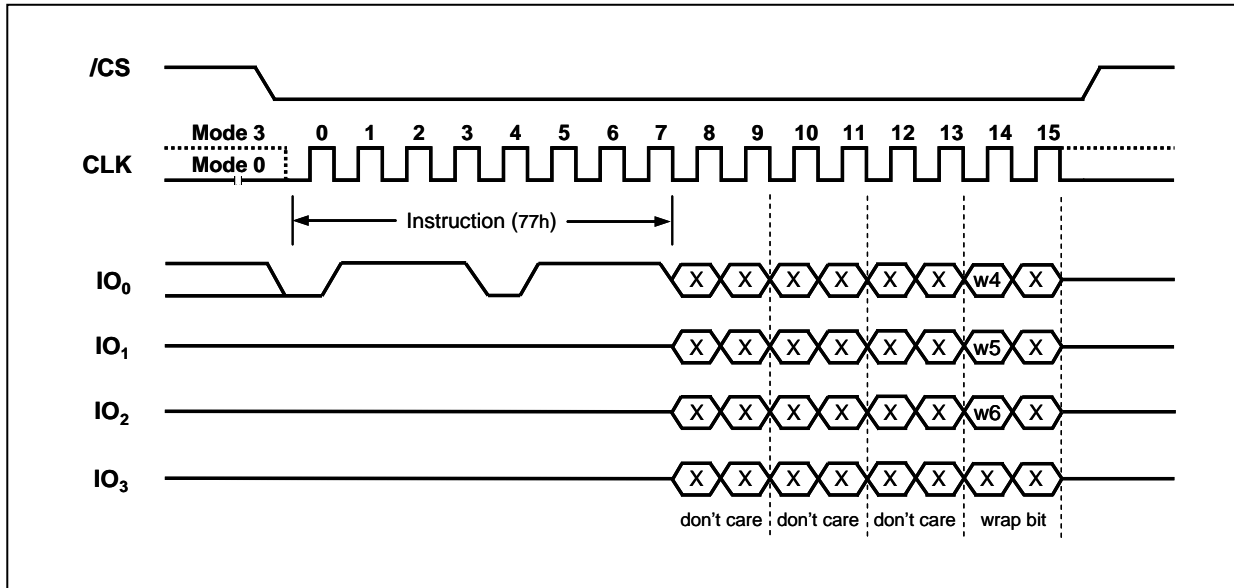 /CS
Mode 3 0 1 2 3 4 5 6 7 8 9 10 11 12 13 14 15
CLK Mode 0
Instruction (77h)
IO₀ X X X X X X w4 X
IO₁ X X X X X X w5 X
IO₂ X X X X X X w6 X
IO₃ X X X X X X X X
don't care don't care don't care wrap bit